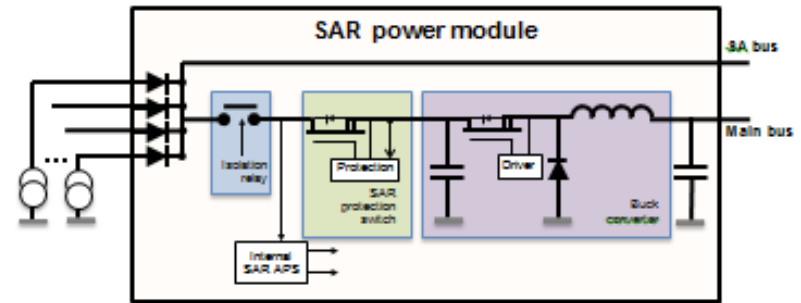 SAR power module
SA bus
Main bus
Isolation
relay
Protection
SAR
protection
switch
Driver
Buck
converter
Internal
SAR APS